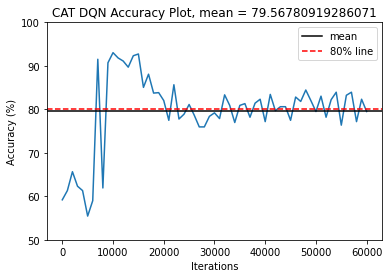 CAT DQN Accuracy Plot, mean = 79.56780919286071
100
90
80
70
60
50
Accuracy (%)
mean
80% line
0
10000
20000
30000
40000
50000
60000
Iterations